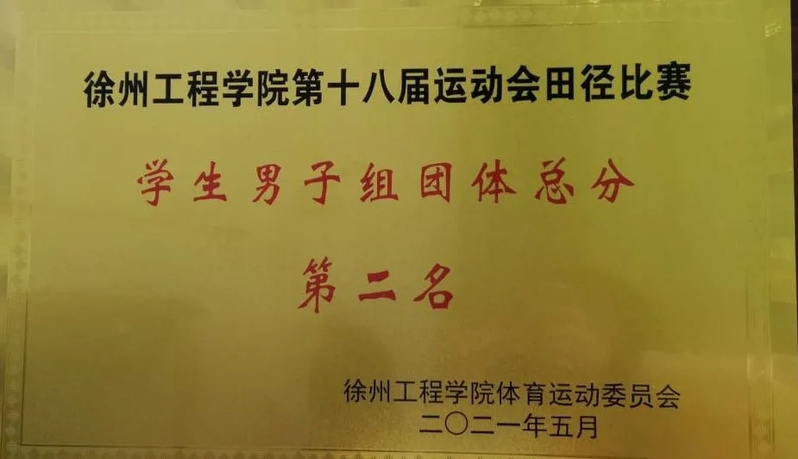 徐州工程学院第十八届运动会田径比赛
学生男子组团体总分
第二名
徐州工程学院体育运动委员会
二〇二一年五月